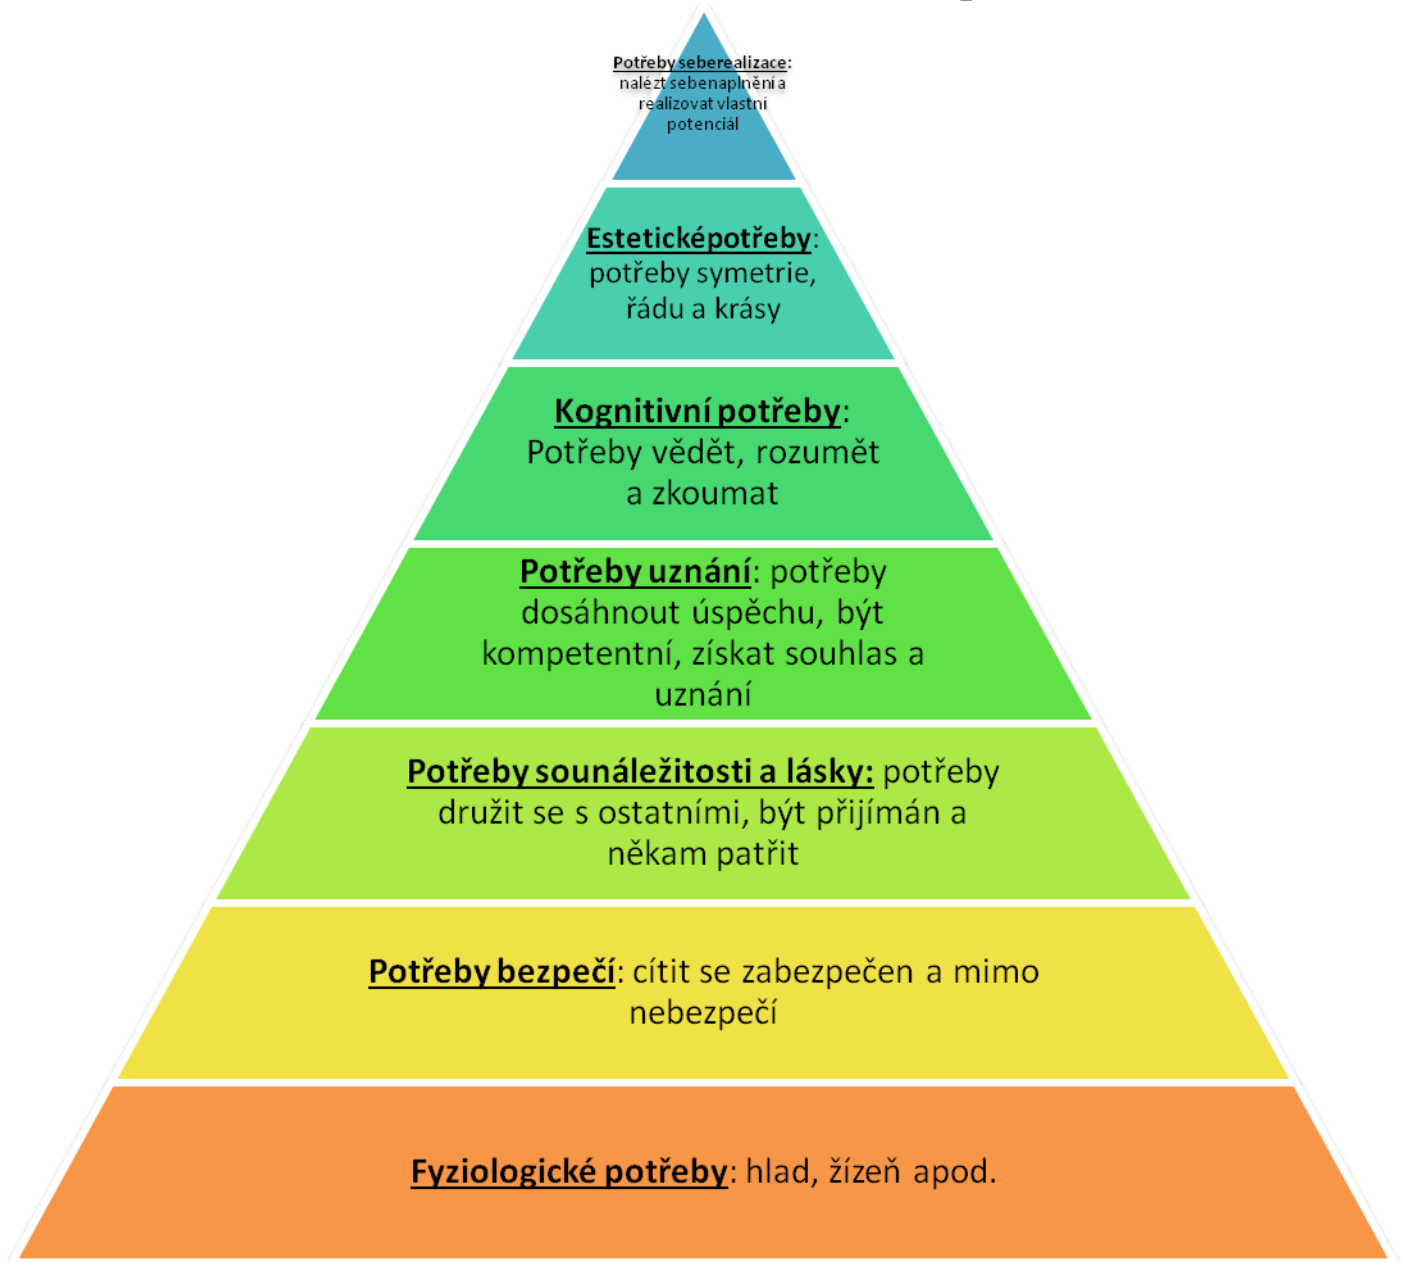 Potřeby seberealizace:
nalézt sebenaplnění a
realizovat vlastní
potenciál
Esteticképotřeby:
potřeby symetrie,
řádu a krásy
Kognitivní potřeby:
Potřeby vědět, rozumět
a zkoumat
Potřeby uznání: potřeby
dosáhnout úspěchu, být
kompetentní, získat souhlas a
uznání
Potřeby sounáležitosti a lásky: potřeby
družit se s ostatními, být přijímán a
někam patřit
Potřeby bezpečí: cítit se zabezpečen a mimo
nebezpečí
Fyziologické potřeby: hlad, žízeň apod.